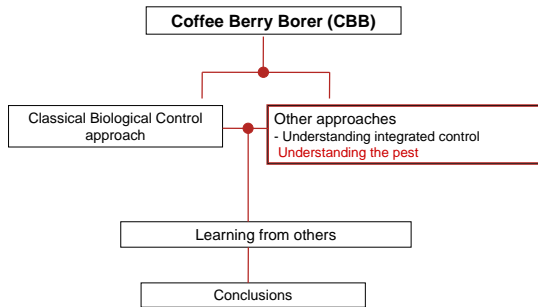 Coffee Berry Borer (CBB)
Classical Biological Control
approach
Other approaches
- Understanding integrated control
Understanding the pest
Learning from others
Conclusions